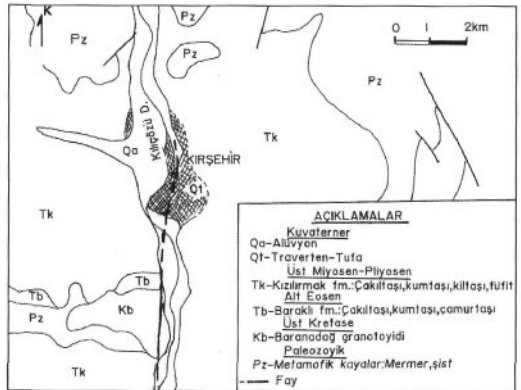 K
Pz
Pz
Pz
0 1 2km
Pz
Kılıçözü D.
Qa
KIRŞEHİR
Qt
Tk
Tk
Tb
Tb
Pz
Kb
Tk
AÇIKLAMALAR
Kuvaterner
Qa-Alüvyon
Qt-Traverten-Tufa
Üst Miyosen-Pliyosen
Tk-Kızılırmak fm.:Çakıltaşı,kumtaşı,kiltaşı,tüfit
Alt Eosen
Tb-Baraklı fm.:Çakıltaşı,kumtaşı,çamurtaşı
Üst Kretase
Kb-Baranadağ granotoyidi
Paleozoyik
Pz-Metamofik kayalar:Mermer,şist
Fay